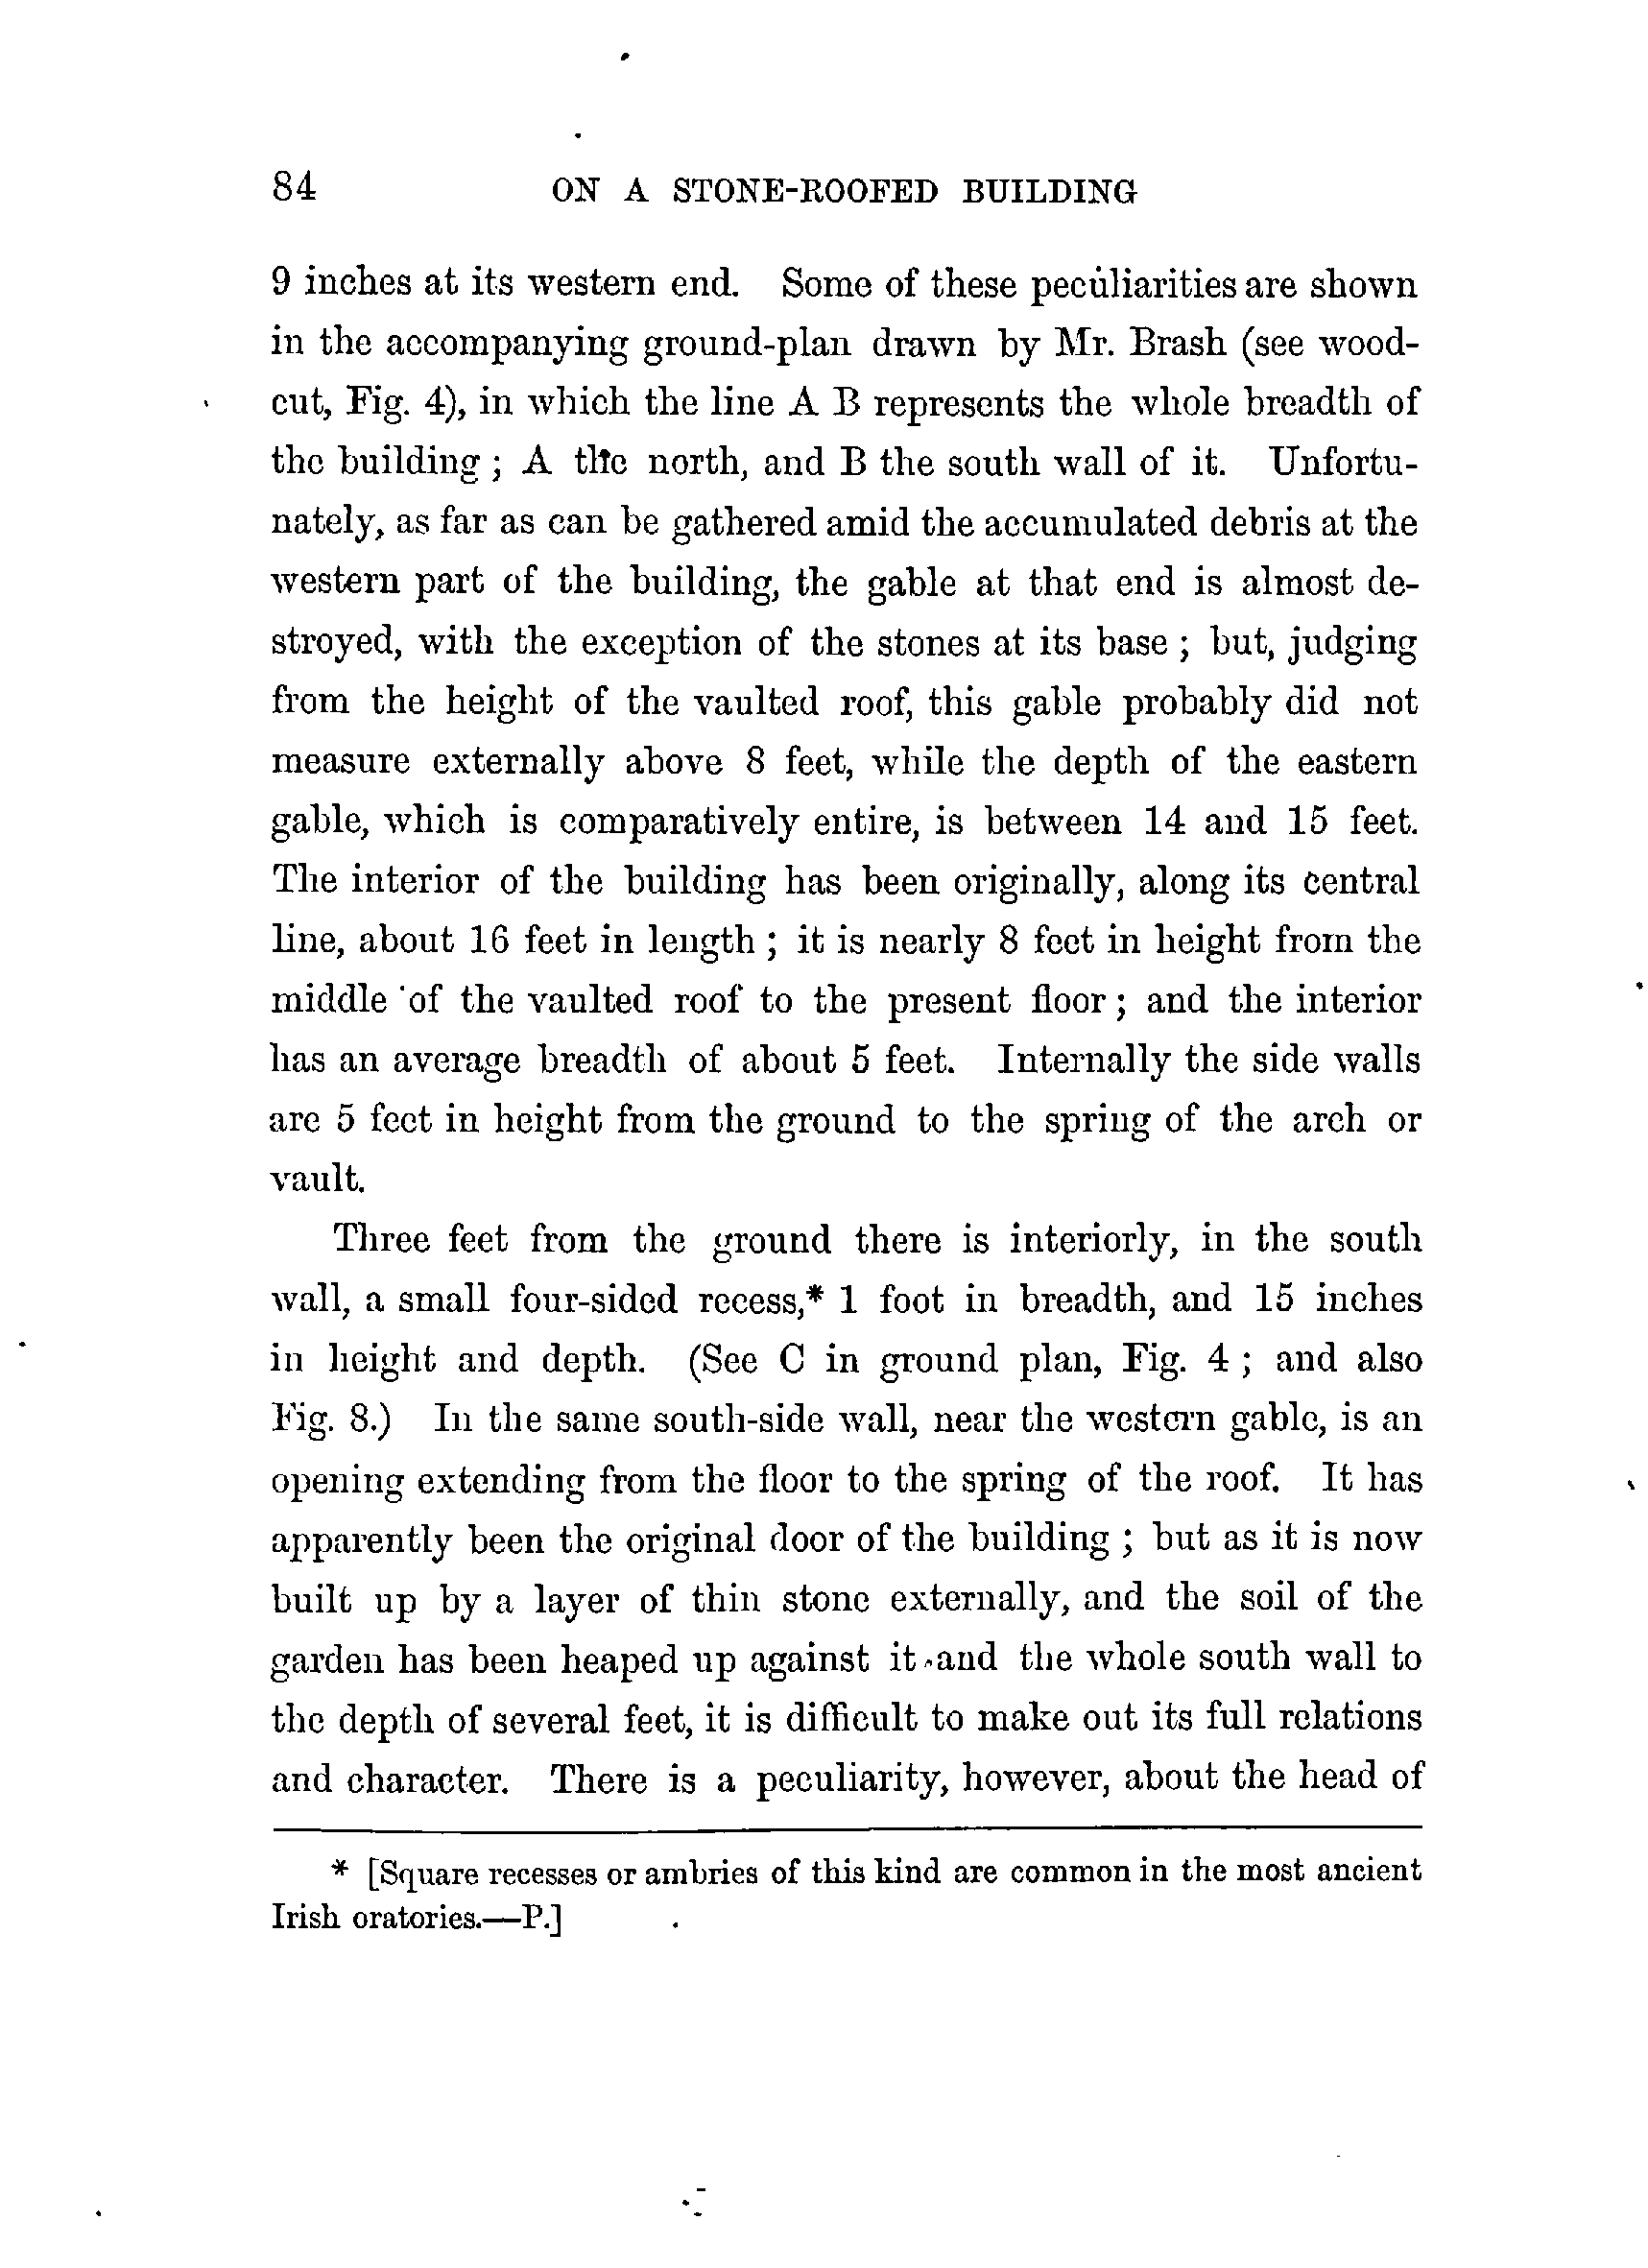 84 ON A STONE-ROOFED BUILDING
9 inches at its western end. Some of these peculiarities are shown
in the accompanying ground-plan drawn by Mr. Brash (see wood-
cut, Fig. 4), in which the line A B represents the whole breadth of
the building ; A the north, and B the south wall of it. Unfortu-
nately, as far as can be gathered amid the accumulated debris at the
western part of the building, the gable at that end is almost de-
stroyed, with the exception of the stones at its base ; but, judging
from the height of the vaulted roof, this gable probably did not
measure externally above 8 feet, while the depth of the eastern
gable, which is comparatively entire, is between 14 and 15 feet.
The interior of the building has been originally, along its central
line, about 16 feet in length ; it is nearly 8 feet in height from the
middle of the vaulted roof to the present floor ; and the interior
has an average breadth of about 5 feet. Internally the side walls
are 5 feet in height from the ground to the spring of the arch or
vault.
Three feet from the ground there is interiorly, in the south
wall, a small four-sided recess,* 1 foot in breadth, and 15 inches
in height and depth. (See C in ground plan, Fig. 4 ; and also
Fig. 8.) In the same south-side wall, near the western gable, is an
opening extending from the floor to the spring of the roof. It has
apparently been the original door of the building ; but as it is now
built up by a layer of thin stone externally, and the soil of the
garden has been heaped up against it and the whole south wall to
the depth of several feet, it is difficult to make out its full relations
and character. There is a peculiarity, however, about the head of
* [Square recesses or ambries of this kind are common in the most ancient
Irish oratories.—P.]